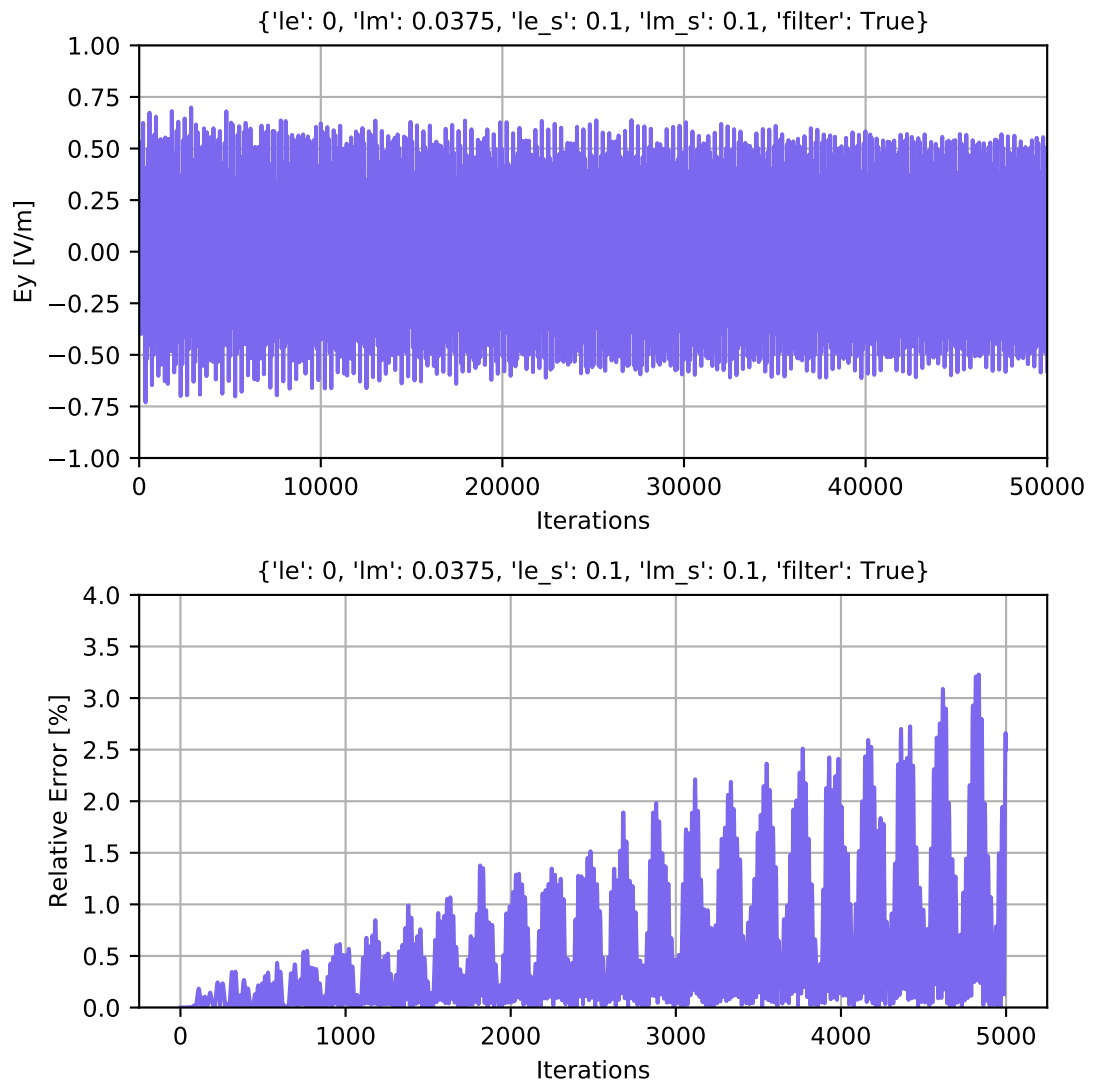 {'le': 0, 'lm': 0.0375, 'le_s': 0.1, 'lm_s': 0.1, 'filter': True}
1.00
0.75
0.50
0.25
0.00
−0.25
−0.50
−0.75
−1.00
Ey [V/m]
0 10000 20000 30000 40000 50000
Iterations
{'le': 0, 'lm': 0.0375, 'le_s': 0.1, 'lm_s': 0.1, 'filter': True}
4.0
3.5
3.0
2.5
2.0
1.5
1.0
0.5
0.0
Relative Error [%]
0 1000 2000 3000 4000 5000
Iterations